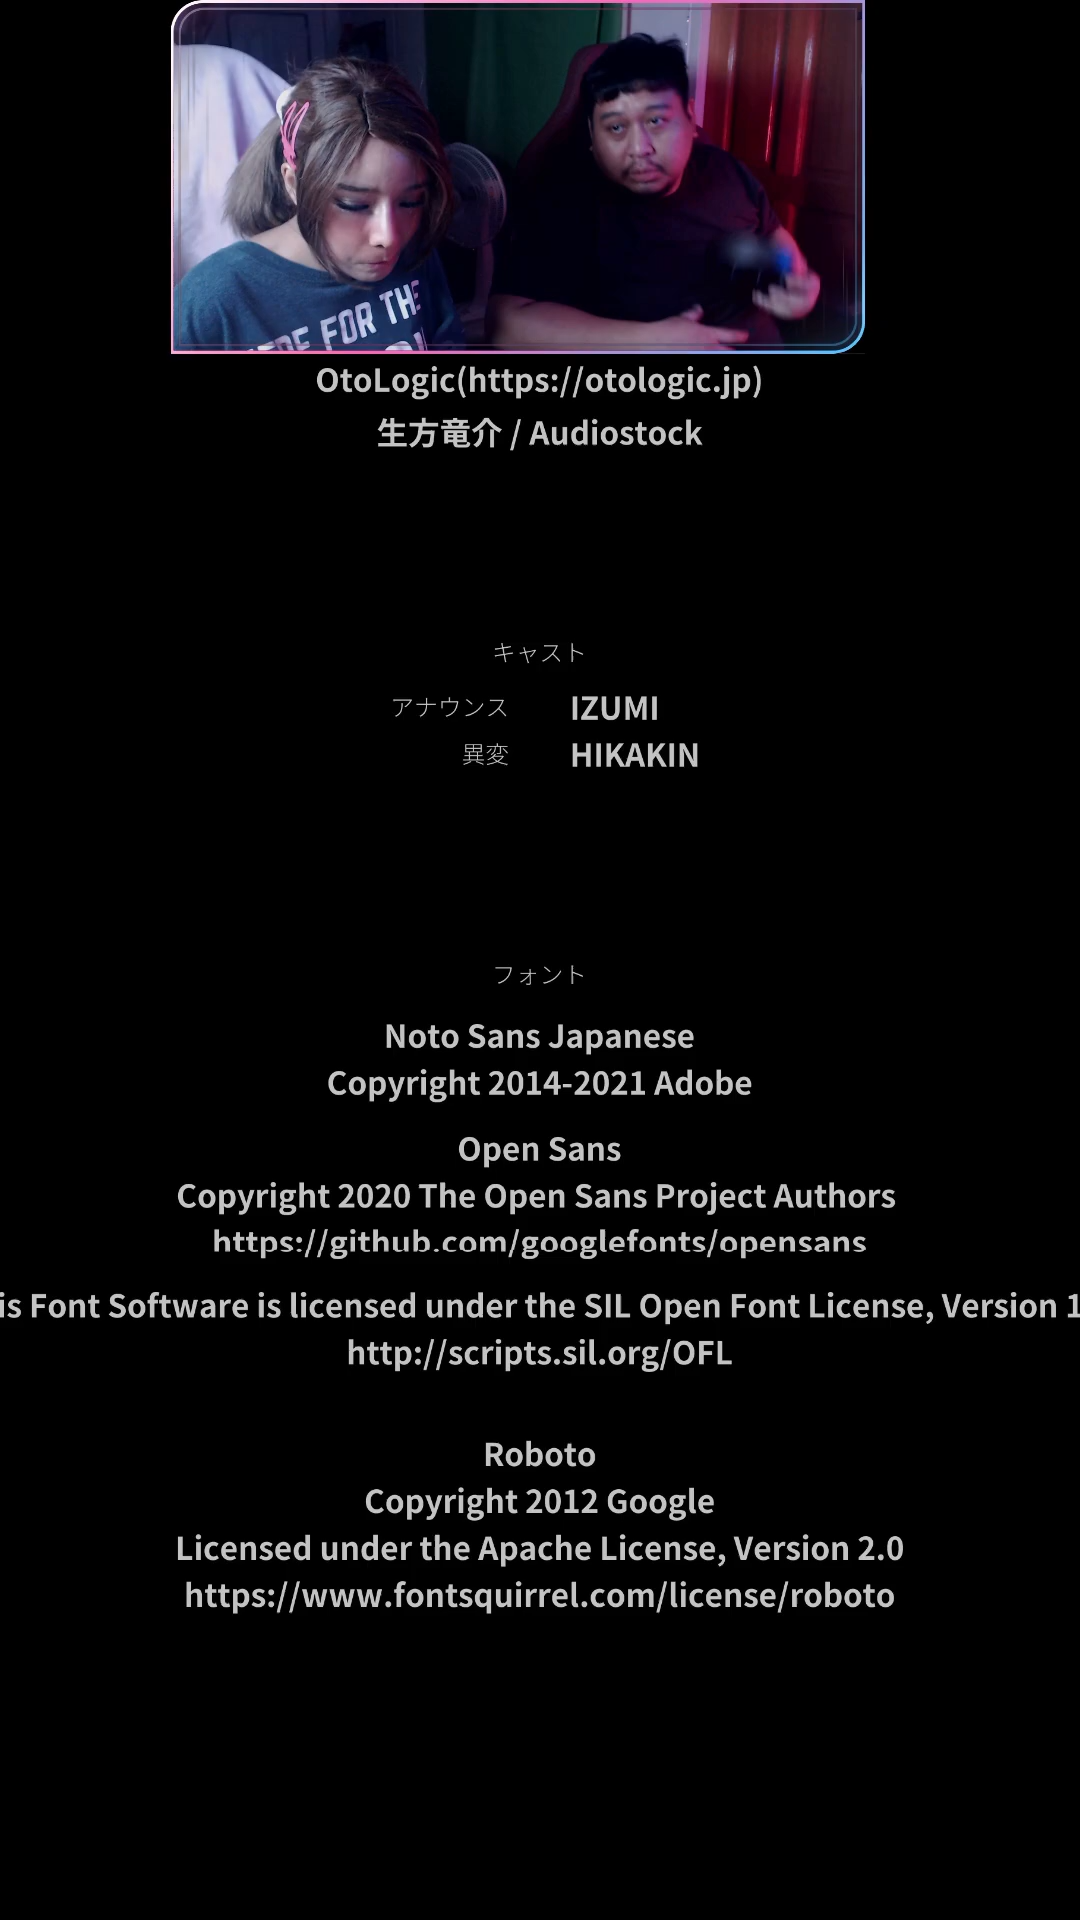 FOR THE
OtoLogic(https://otologic.jp)
生方竜介 / Audiostock
キャスト
アナウンス IZUMI
異変 HIKAKIN
フォント
Noto Sans Japanese
Copyright 2014-2021 Adobe
Open Sans
Copyright 2020 The Open Sans Project Authors
https://github.com/googlefonts/opensans
is Font Software is licensed under the SIL Open Font License, Version 1
http://scripts.sil.org/OFL
Roboto
Copyright 2012 Google
Licensed under the Apache License, Version 2.0
https://www.fontsquirrel.com/license/roboto